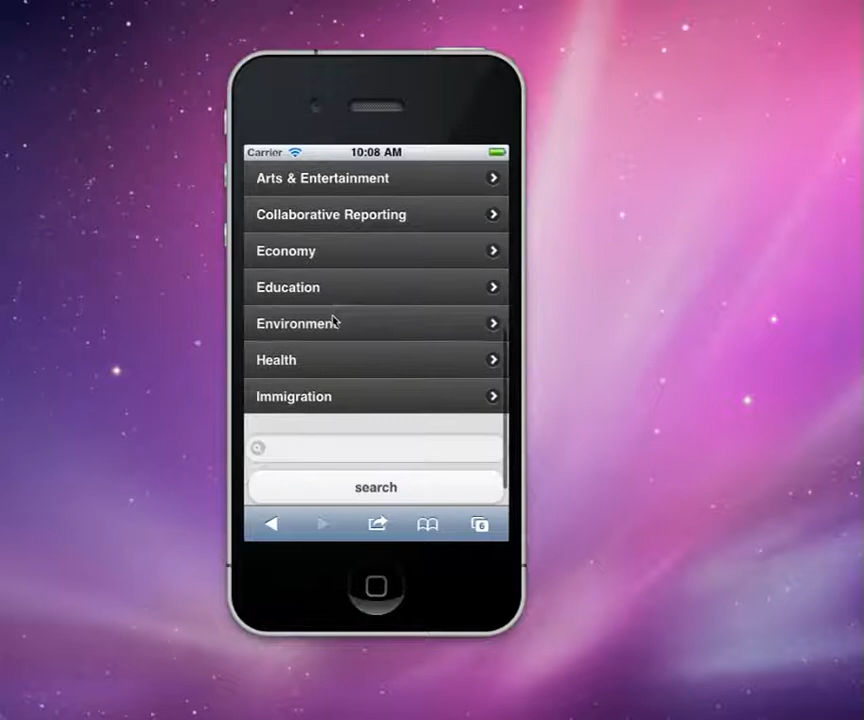 Carrier 10:08 AM
Arts & Entertainment
Collaborative Reporting
Economy
Education
Environment
Health
Immigration
search
6